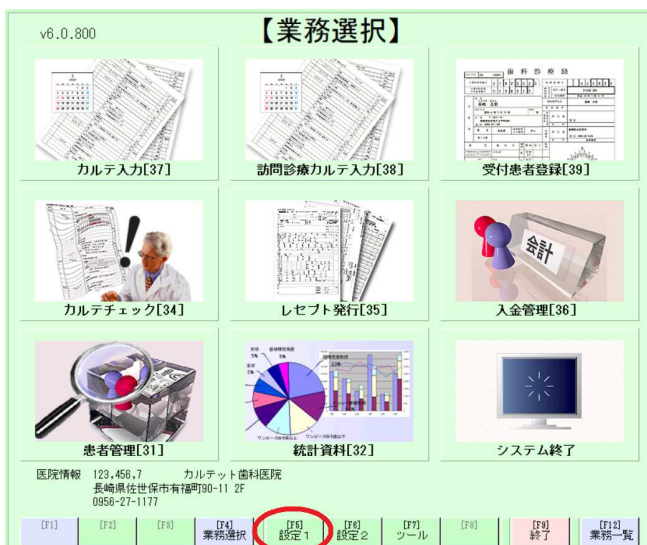 v6.0.800
【業務選択】
カルテ入力[37]
訪問診療カルテ入力[38]
歯科診療録
受付患者登録[39]
カルテチェック[34]
レセプト発行[35]
会計
入金管理[36]
患者管理[31]
統計資料[32]
システム終了
医院情報 123,456,7 カルテット歯科医院
長崎県佐世保市有福町90-11 2F
0956-27-1177
[F1] [F2] [F3] [F4] [F5] [F6] [F7] [F8] [F9] [F12]
業務選択 設定1 設定2 ツール 終了 業務一覧